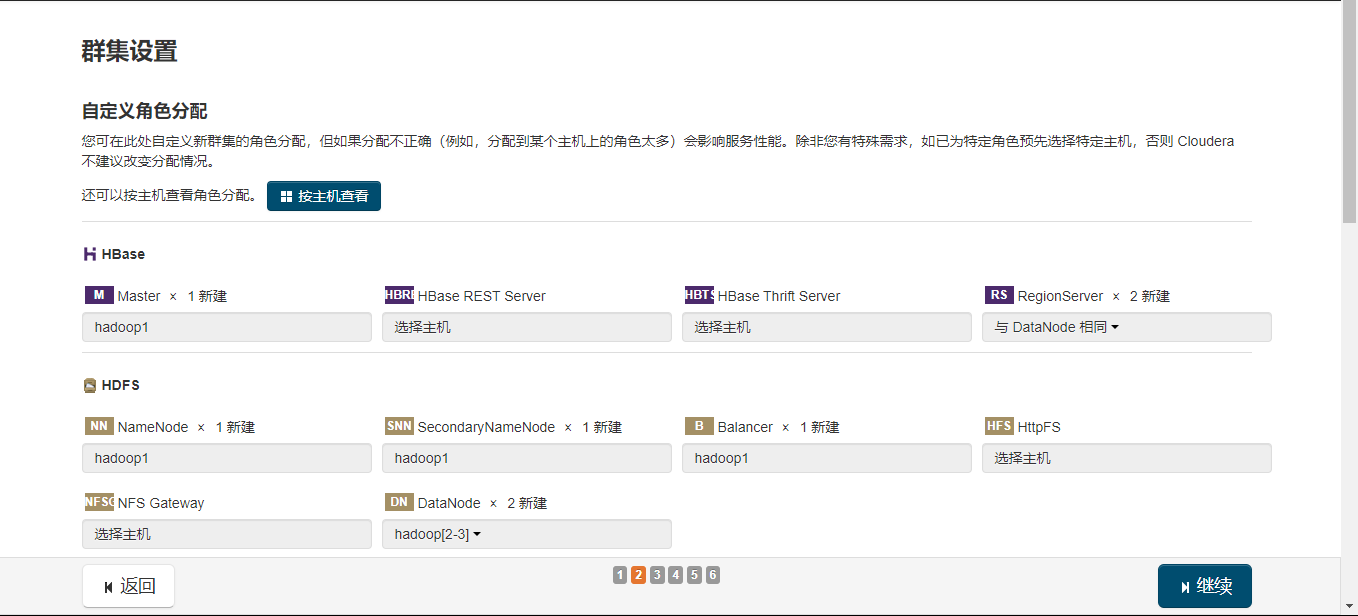 群集设置
自定义角色分配
您可在此处自定义新群集的角色分配，但如果分配不正确（例如，分配到某个主机上的角色太多）会影响服务性能。除非您有特殊需求，如已为特定角色预先选择特定主机，否则 Cloudera
不建议改变分配情况。
还可以按主机查看角色分配。 按主机查看
HBase
M Master × 1 新建 HBRE HBase REST Server HBTS HBase Thrift Server RS RegionServer × 2 新建
hadoop1 选择主机 选择主机 与 DataNode 相同
HDFS
NN NameNode × 1 新建 SNN SecondaryNameNode × 1 新建 B Balancer × 1 新建 HFS HttpFS
hadoop1 hadoop1 hadoop1 选择主机
NFSG NFS Gateway DN DataNode × 2 新建
选择主机 hadoop[2-3]
返回 1 2 3 4 5 6 继续